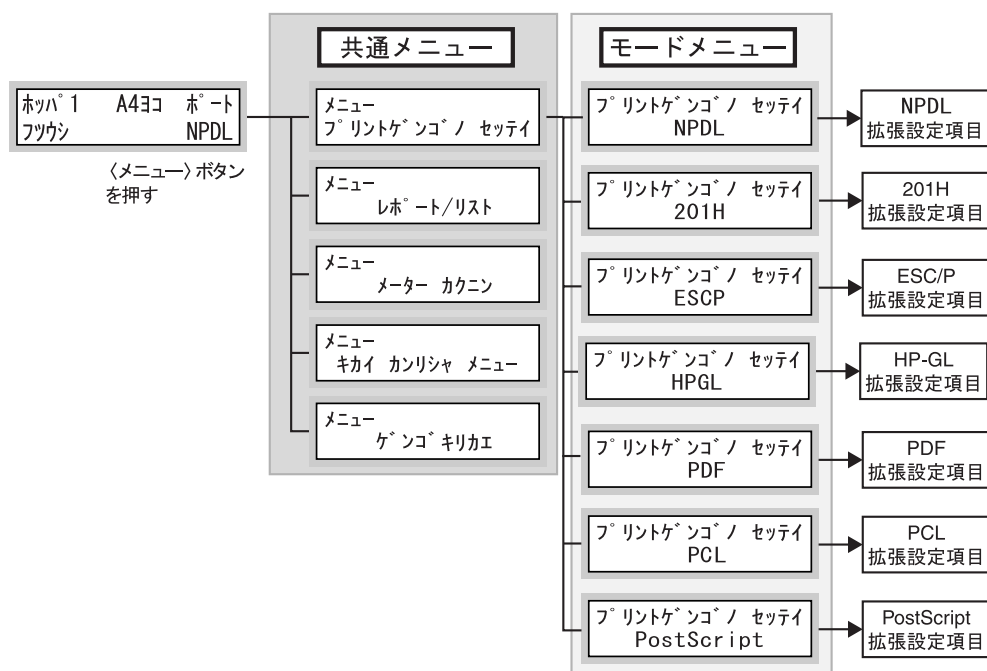 共通メニュー
モードメニュー
ホッパ゜1 A4ヨコ ポート
フツウシ NPDL
〈メニュー〉ボタン
を押す
メニュー
プリントゲンゴノ セッテイ
メニュー
レポート/リスト
メニュー
メーター カクニン
メニュー
キカイ カンリシャ メニュー
メニュー
ゲンゴキリカエ
プリントゲンゴノ セッテイ
NPDL
NPDL
拡張設定項目
プリントゲンゴノ セッテイ
201H
201H
拡張設定項目
プリントゲンゴノ セッテイ
ESCP
ESC/P
拡張設定項目
プリントゲンゴノ セッテイ
HPGL
HP-GL
拡張設定項目
プリントゲンゴノ セッテイ
PDF
PDF
拡張設定項目
プリントゲンゴノ セッテイ
PCL
PCL
拡張設定項目
プリントゲンゴノ セッテイ
PostScript
PostScript
拡張設定項目